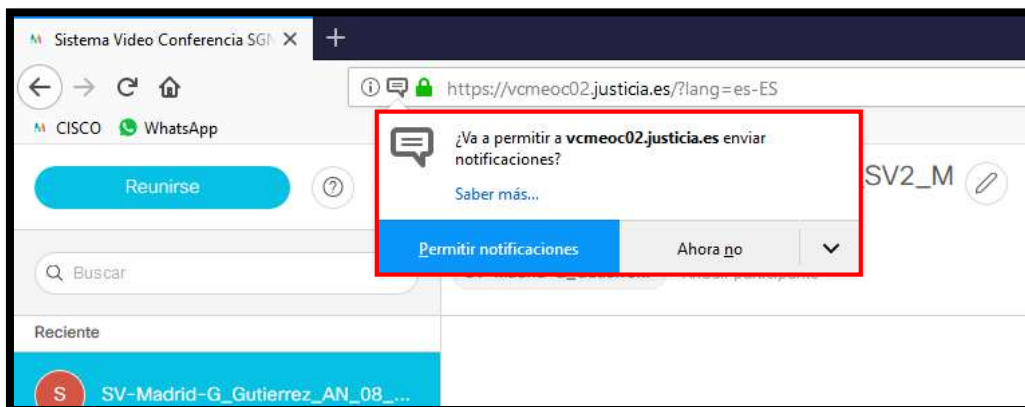 Sistema Video Conferencia SGN
https://vcmeoc02.justicia.es/?lang=es-ES
CISCO WhatsApp
¿Va a permitir a vcmeoc02.justicia.es enviar
notificaciones?
Saber más...
_SV2_M
Reunirse
Permitir notificaciones Ahora no
Buscar
Reciente
S SV-Madrid-G_Gutierrez_AN_08_...